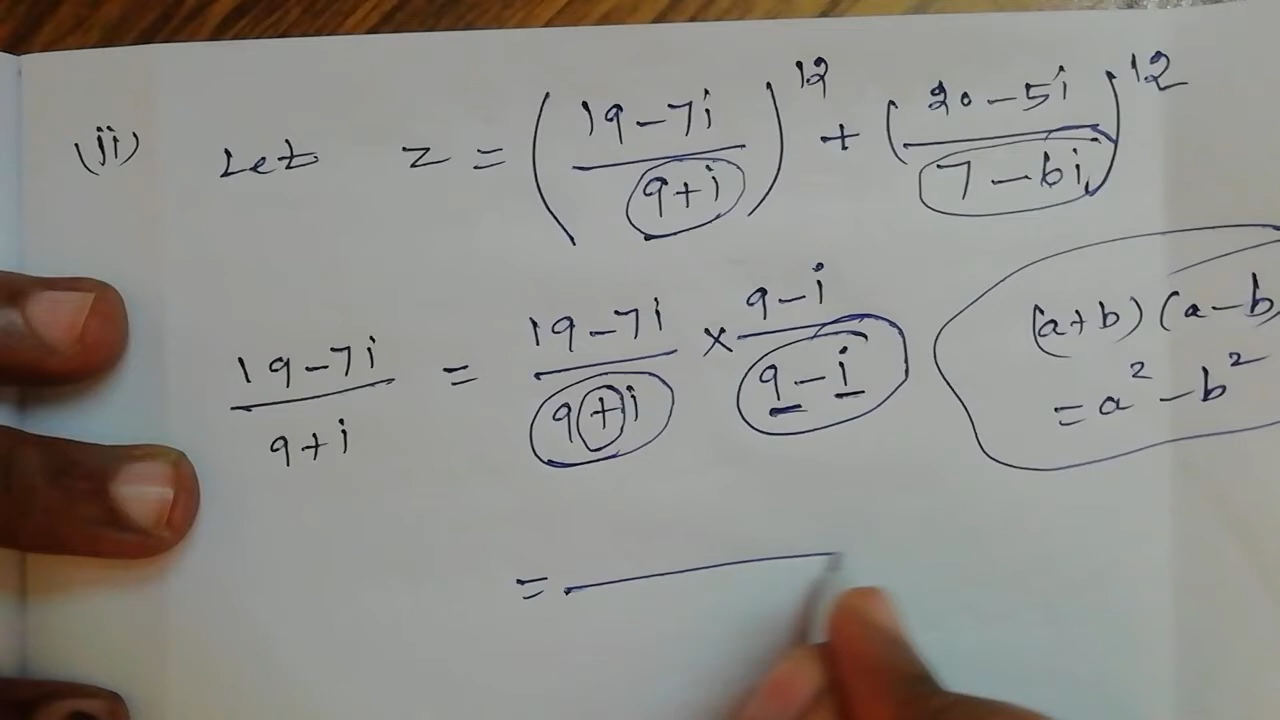 (ii) Let z = ( 19-7i / 9+i )^12 + ( 20-5i / 7-6i )^12
19-7i / 9+i = 19-7i / 9+i × 9-i / 9-i
(a+b) (a-b)
= a² - b²
=